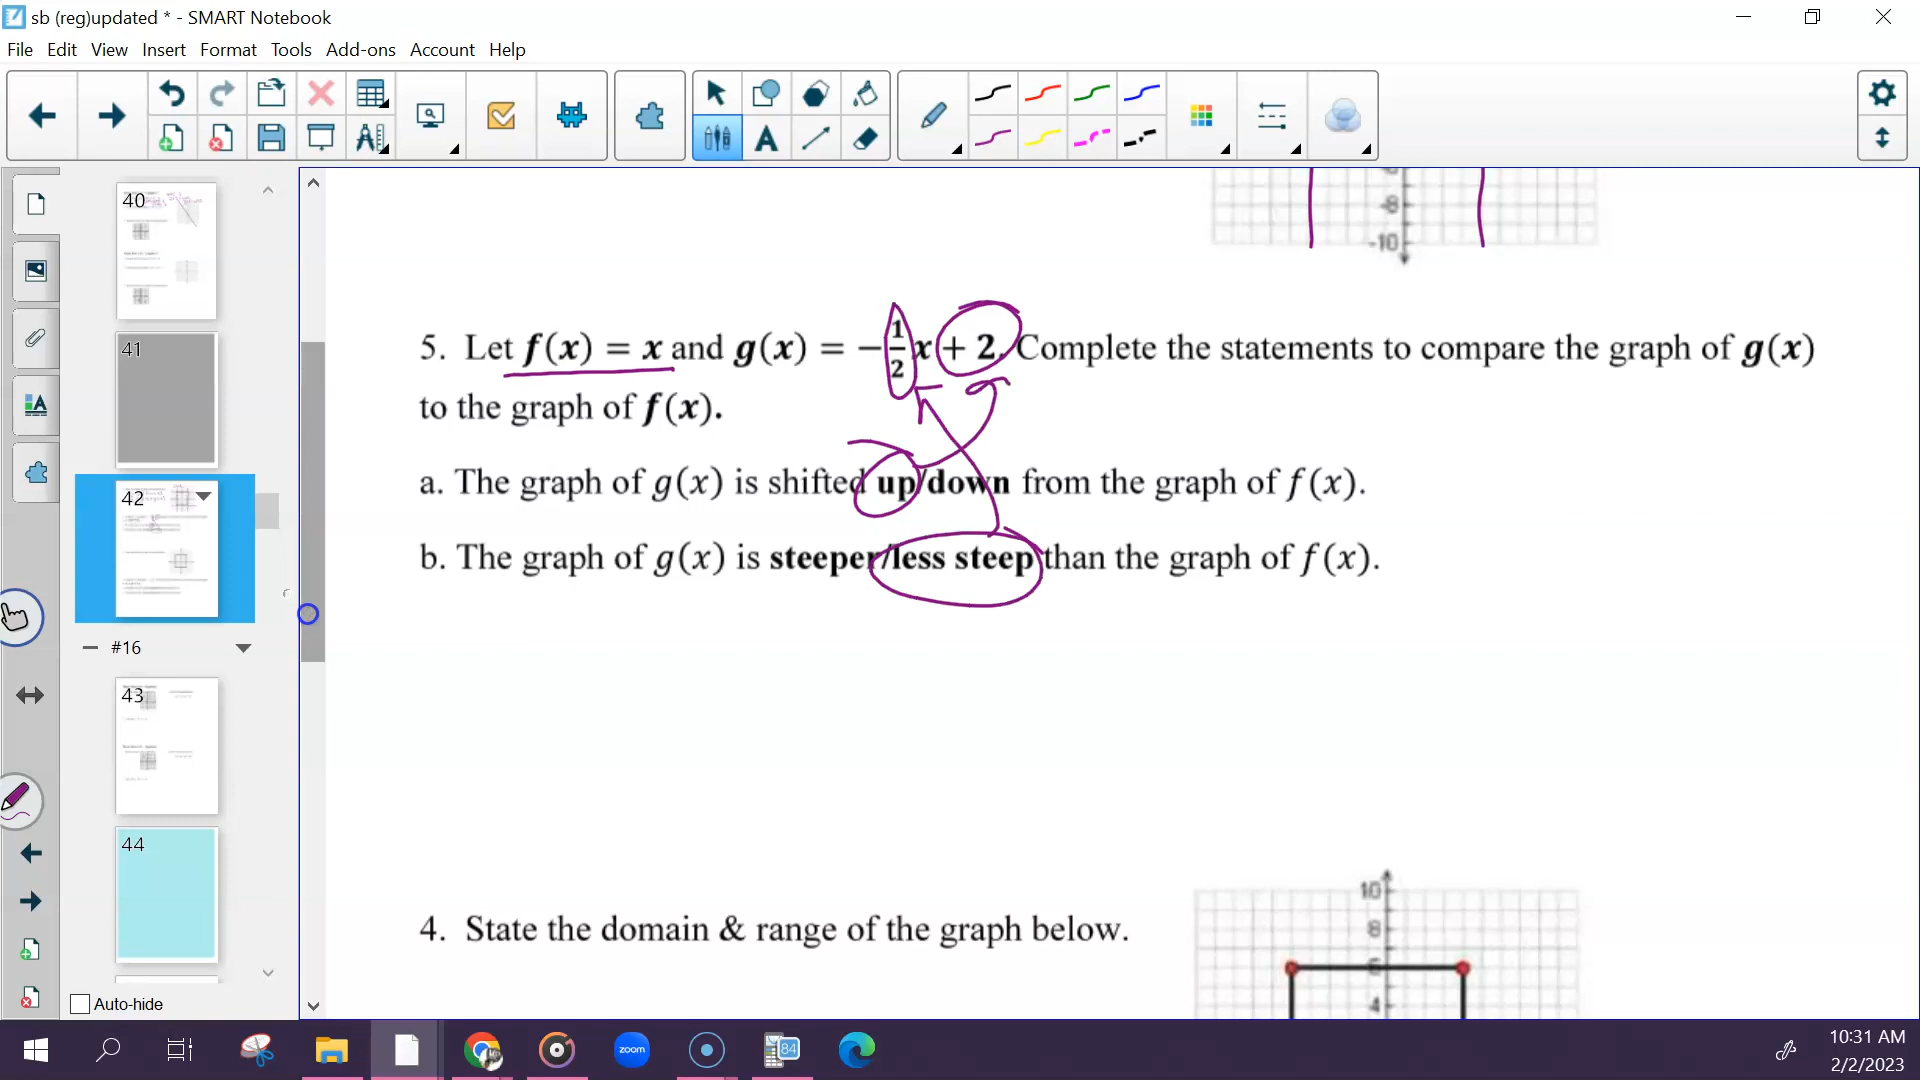 sb (reg)updated * - SMART Notebook
File Edit View Insert Format Tools Add-ons Account Help
40
41
42
#16
43
44
Auto-hide
-8
-10
5. Let f(x) = x and g(x) = −1/2x + 2. Complete the statements to compare the graph of g(x)
to the graph of f(x).
a. The graph of g(x) is shifted up/down from the graph of f(x).
b. The graph of g(x) is steeper/less steep than the graph of f(x).
4. State the domain & range of the graph below.
10
8
6
4
zoom
84
10:31 AM
2/2/2023